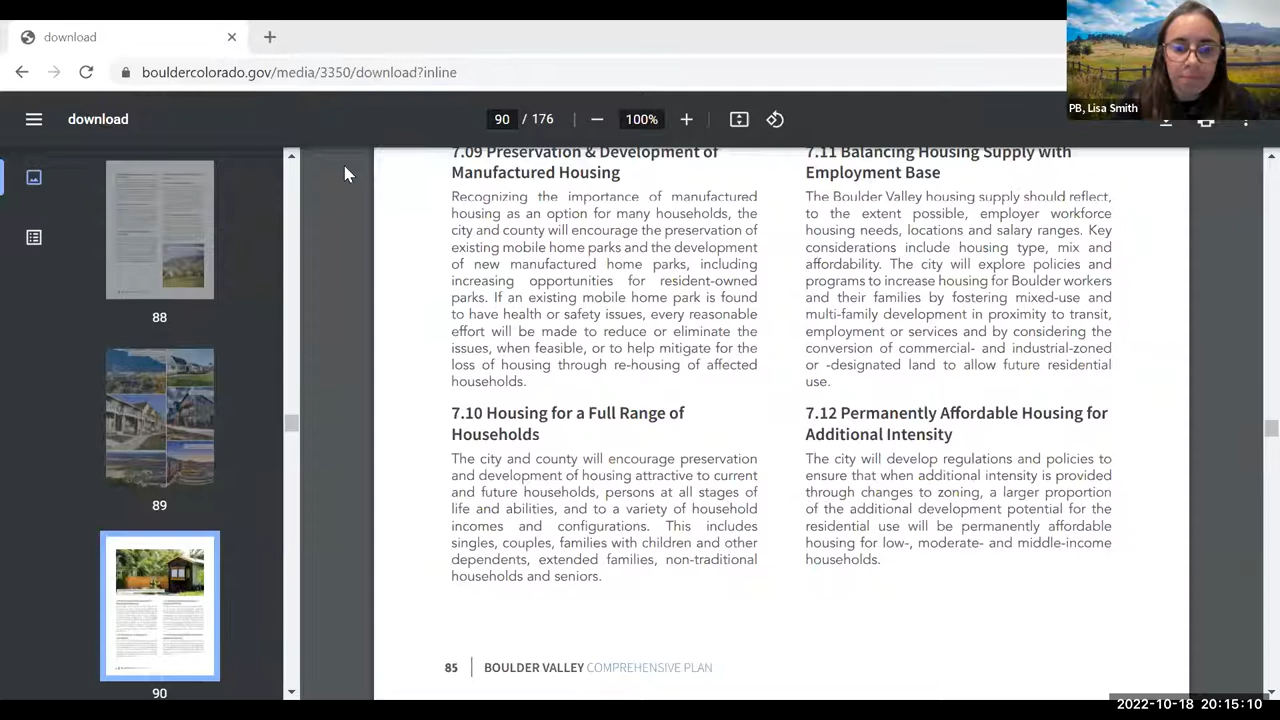 download
bouldercolorado.gov/media/3350/download?inline
PB, Lisa Smith
download
90 / 176
100%
88
89
90
7.09 Preservation & Development of
Manufactured Housing
Recognizing the importance of manufactured
housing as an option for many households, the
city and county will encourage the preservation of
existing mobile home parks and the development
of new manufactured home parks, including
increasing opportunities for resident-owned
parks. If an existing mobile home park is found
to have health or safety issues, every reasonable
effort will be made to reduce or eliminate the
issues, when feasible, or to help mitigate for the
loss of housing through re-housing of affected
households.
7.10 Housing for a Full Range of
Households
The city and county will encourage preservation
and development of housing attractive to current
and future households, persons at all stages of
life and abilities, and to a variety of household
incomes and configurations. This includes
singles, couples, families with children and other
dependents, extended families, non-traditional
households and seniors.
7.11 Balancing Housing Supply with
Employment Base
The Boulder Valley housing supply should reflect,
to the extent possible, employer workforce
housing needs, locations and salary ranges. Key
considerations include housing type, mix and
affordability. The city will explore policies and
programs to increase housing for Boulder workers
and their families by fostering mixed-use and
multi-family development in proximity to transit,
employment or services and by considering the
conversion of commercial- and industrial-zoned
or -designated land to allow future residential
use.
7.12 Permanently Affordable Housing for
Additional Intensity
The city will develop regulations and policies to
ensure that when additional intensity is provided
through changes to zoning, a larger proportion
of the additional development potential for the
residential use will be permanently affordable
housing for low-, moderate- and middle-income
households.
85 BOULDER VALLEY COMPREHENSIVE PLAN
2022-10-18 20:15:10